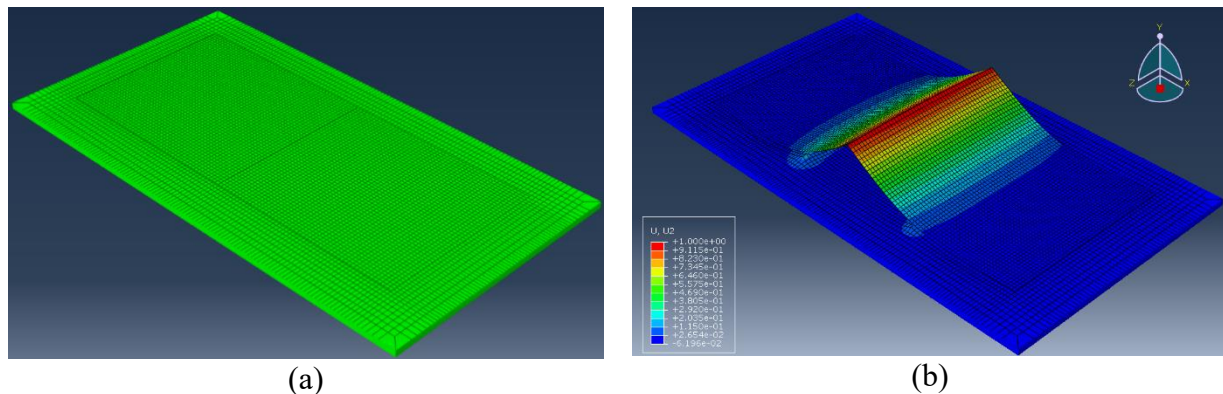 Y
Z
X
U, U2
+1.000e+00
+9.115e-01
+8.230e-01
+7.345e-01
+6.460e-01
+5.575e-01
+4.690e-01
+3.805e-01
+2.920e-01
+2.035e-01
+1.150e-01
+2.654e-02
-6.196e-02
(a)
(b)